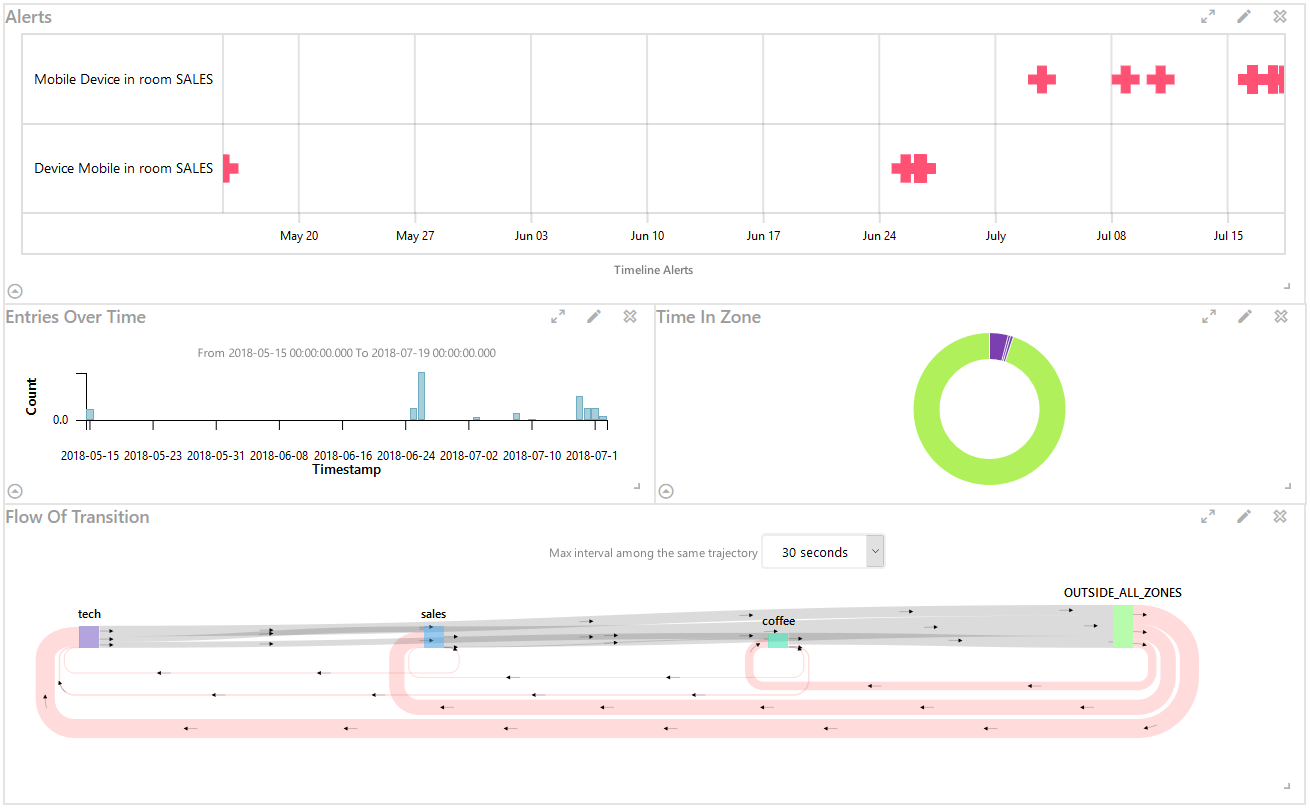 Alerts
Mobile Device in room SALES
Device Mobile in room SALES
May 20 May 27 Jun 03 Jun 10 Jun 17 Jun 24 July Jul 08 Jul 15
Timeline Alerts
Entries Over Time
From 2018-05-15 00:00:00.000 To 2018-07-19 00:00:00.000
Count
0.0
2018-05-15 2018-05-23 2018-05-31 2018-06-08 2018-06-16 2018-06-24 2018-07-02 2018-07-10 2018-07-1
Timestamp
Time In Zone
Flow Of Transition
Max interval among the same trajectory 30 seconds
OUTSIDE_ALL_ZONES
tech sales coffee